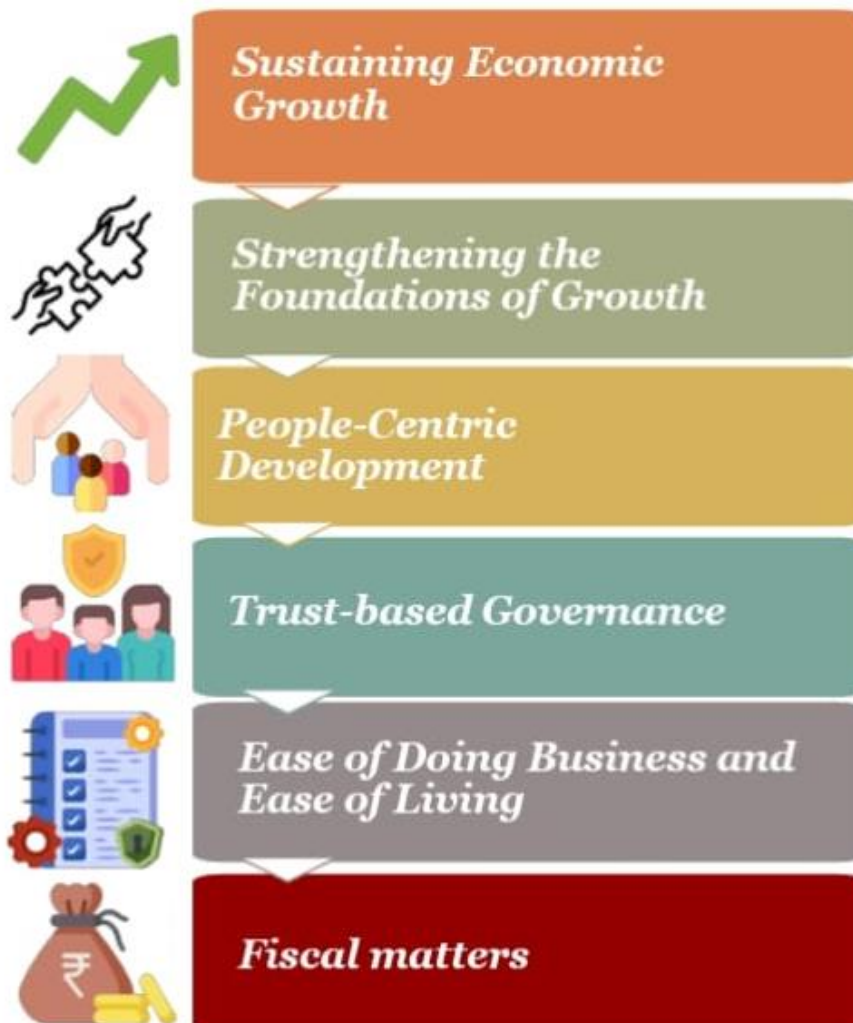 Sustaining Economic
Growth
Strengthening the
Foundations of Growth
People-Centric
Development
Trust-based Governance
Ease of Doing Business and
Ease of Living
₹
Fiscal matters